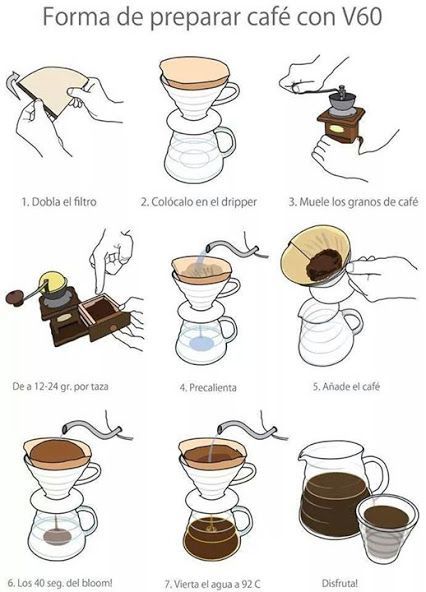 Forma de preparar café con V60
1. Dobla el filtro
2. Colócalo en el dripper
3. Muele los granos de café
De a 12-24 gr. por taza
4. Precalienta
5. Añade el café
6. Los 40 seg. del bloom!
7. Vierta el agua a 92 C
Disfruta!